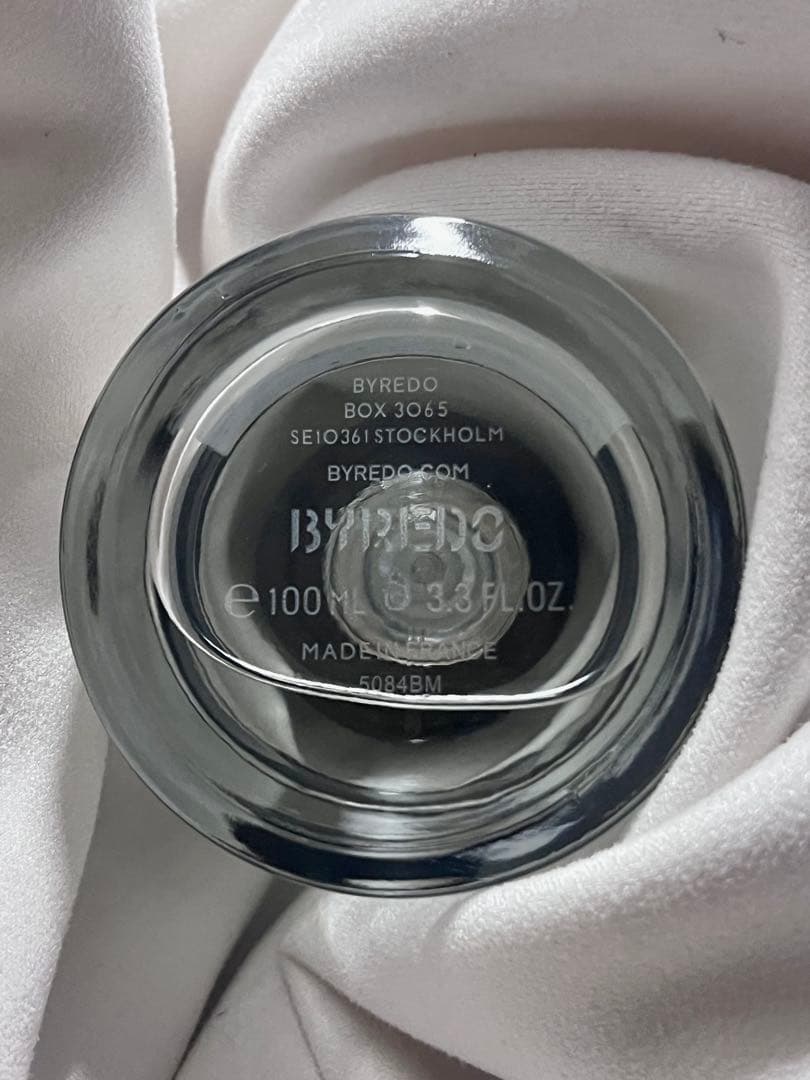 BYREDO
BOX 3065
SE10361 STOCKHOLM
BYREDO.COM
BYREDO
℮ 100 ML 3.3 FL.OZ.
MADE IN FRANCE
5084BM